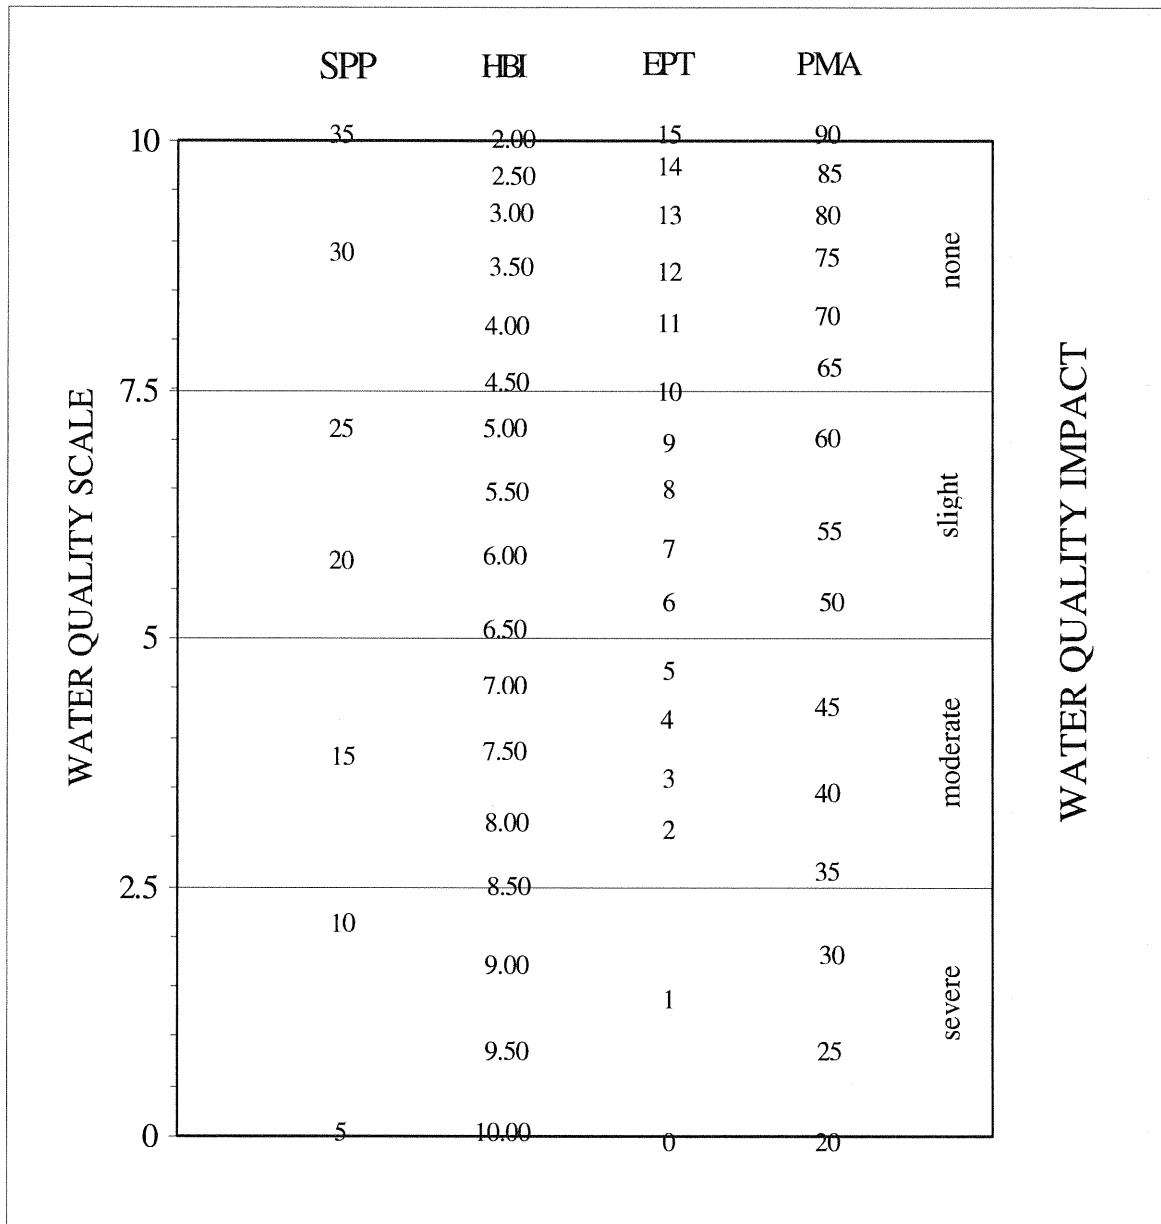 SPP HBI EPT PMA
10 35 2.00 15 90
14
2.50 85
3.00 13 80
30 75
3.50 12
4.00 11 70
65
4.50
7.5 10
25 5.00 9 60
5.50 8
55
20 6.00 7
6 50
6.50
5
5
7.00 45
4
15 7.50
3 40
8.00 2
35
2.5 8.50
10
9.00 30
1
9.50 25
0 5 10.00 0 20
none
slight
moderate
severe
WATER QUALITY SCALE
WATER QUALITY IMPACT